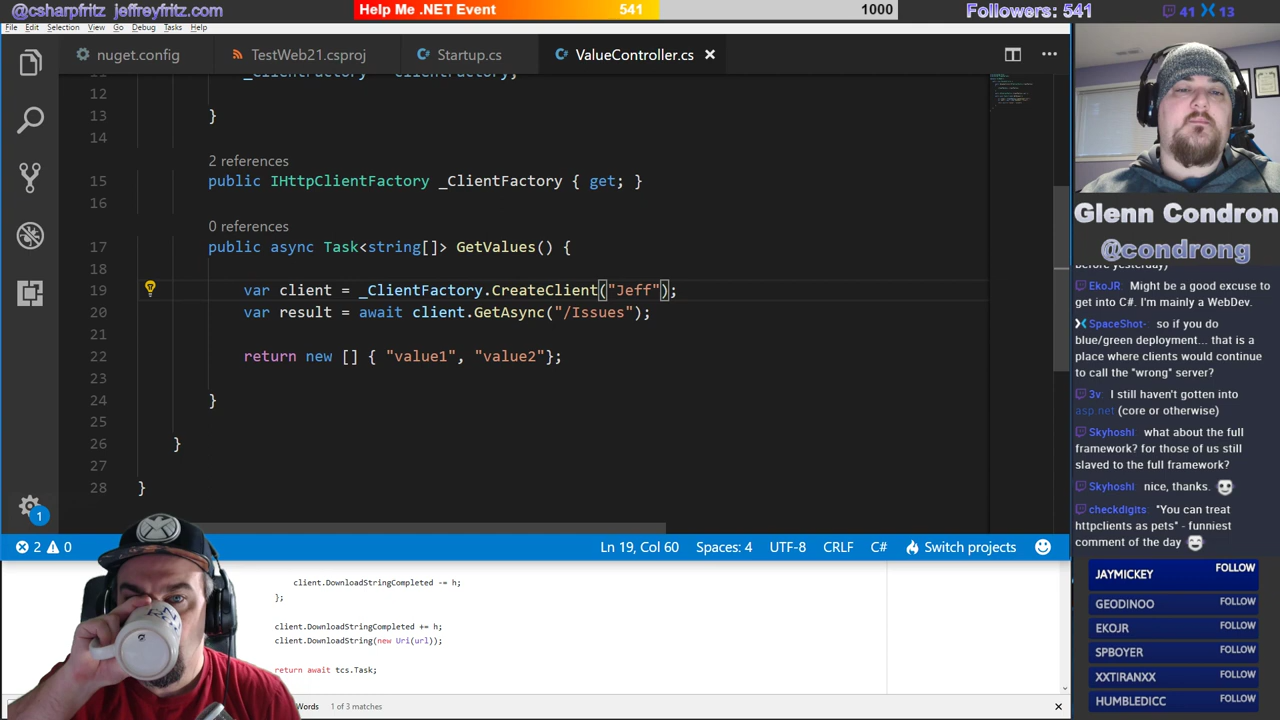 @csharpfritz jeffreyfritz.com
Help Me .NET Event 541 1000
Followers: 541 41 13
File Edit Selection View Go Debug Tasks Help
nuget.config TestWeb21.csproj Startup.cs ValueController.cs
11 _ClientFactory = clientFactory;
12
13 }
14
2 references
15 public IHttpClientFactory _ClientFactory { get; }
16
0 references
17 public async Task<string[]> GetValues() {
18
19 var client = _ClientFactory.CreateClient("Jeff");
20 var result = await client.GetAsync("/Issues");
21
22 return new [] { "value1", "value2"};
23
24 }
25
26 }
27
28 }
1
2 0 Ln 19, Col 60 Spaces: 4 UTF-8 CRLF C# Switch projects
client.DownloadStringCompleted -= h;
};
client.DownloadStringCompleted += h;
client.DownloadString(new Uri(url));
return await tcs.Task;
Words 1 of 3 matches
Glenn Condron
@condrong
before yesterday)
EkoJR: Might be a good excuse to
get into C#. I'm mainly a WebDev.
SpaceShot-: so if you do
blue/green deployment... that is a
place where clients would continue
to call the "wrong" server?
3v: I still haven't gotten into
asp.net (core or otherwise)
Skyhoshi: what about the full
framework? for those of us still
slaved to the full framework?
Skyhoshi: nice, thanks.
checkdigits: "You can treat
httpclients as pets" - funniest
comment of the day
JAYMICKEY FOLLOW
GEODINOO FOLLOW
EKOJR FOLLOW
SPBOYER FOLLOW
XXTIRANXX FOLLOW
HUMBLEDICC FOLLOW